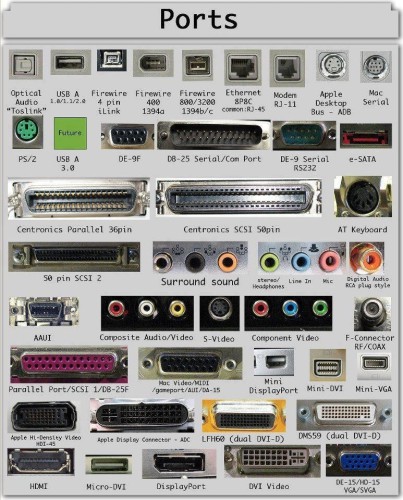 Ports
Optical
Audio
"Toslink"
USB A
1.0/1.1/2.0
Firewire
4 pin
iLink
Firewire
400
1394a
Firewire
800/3200
1394b/c
Ethernet
8P8C
common:RJ-45
Modem
RJ-11
Apple
Desktop
Bus - ADB
Mac
Serial
Future
PS/2
USB A
3.0
DE-9F
DB-25 Serial/Com Port
DE-9 Serial
RS232
e-SATA
Centronics Parallel 36pin
Centronics SCSI 50pin
AT Keyboard
50 pin SCSI 2
Surround sound
stereo/
Headphones
Line In
Mic
Digital Audio
RCA plug style
AAUI
Composite Audio/Video
S-Video
Component Video
F-Connector
RF/COAX
Parallel Port/SCSI 1/DB-25F
Mac Video/MIDI
/gameport/AUI/DA-15
Mini
DisplayPort
Mini-DVI
Mini-VGA
Apple Hi-Density Video
HDI-45
Apple Display Connector - ADC
LFH60 (dual DVI-D)
DMS59 (dual DVI-D)
HDMI
Micro-DVI
DisplayPort
DVI Video
DE-15/HD-15
VGA/SVGA